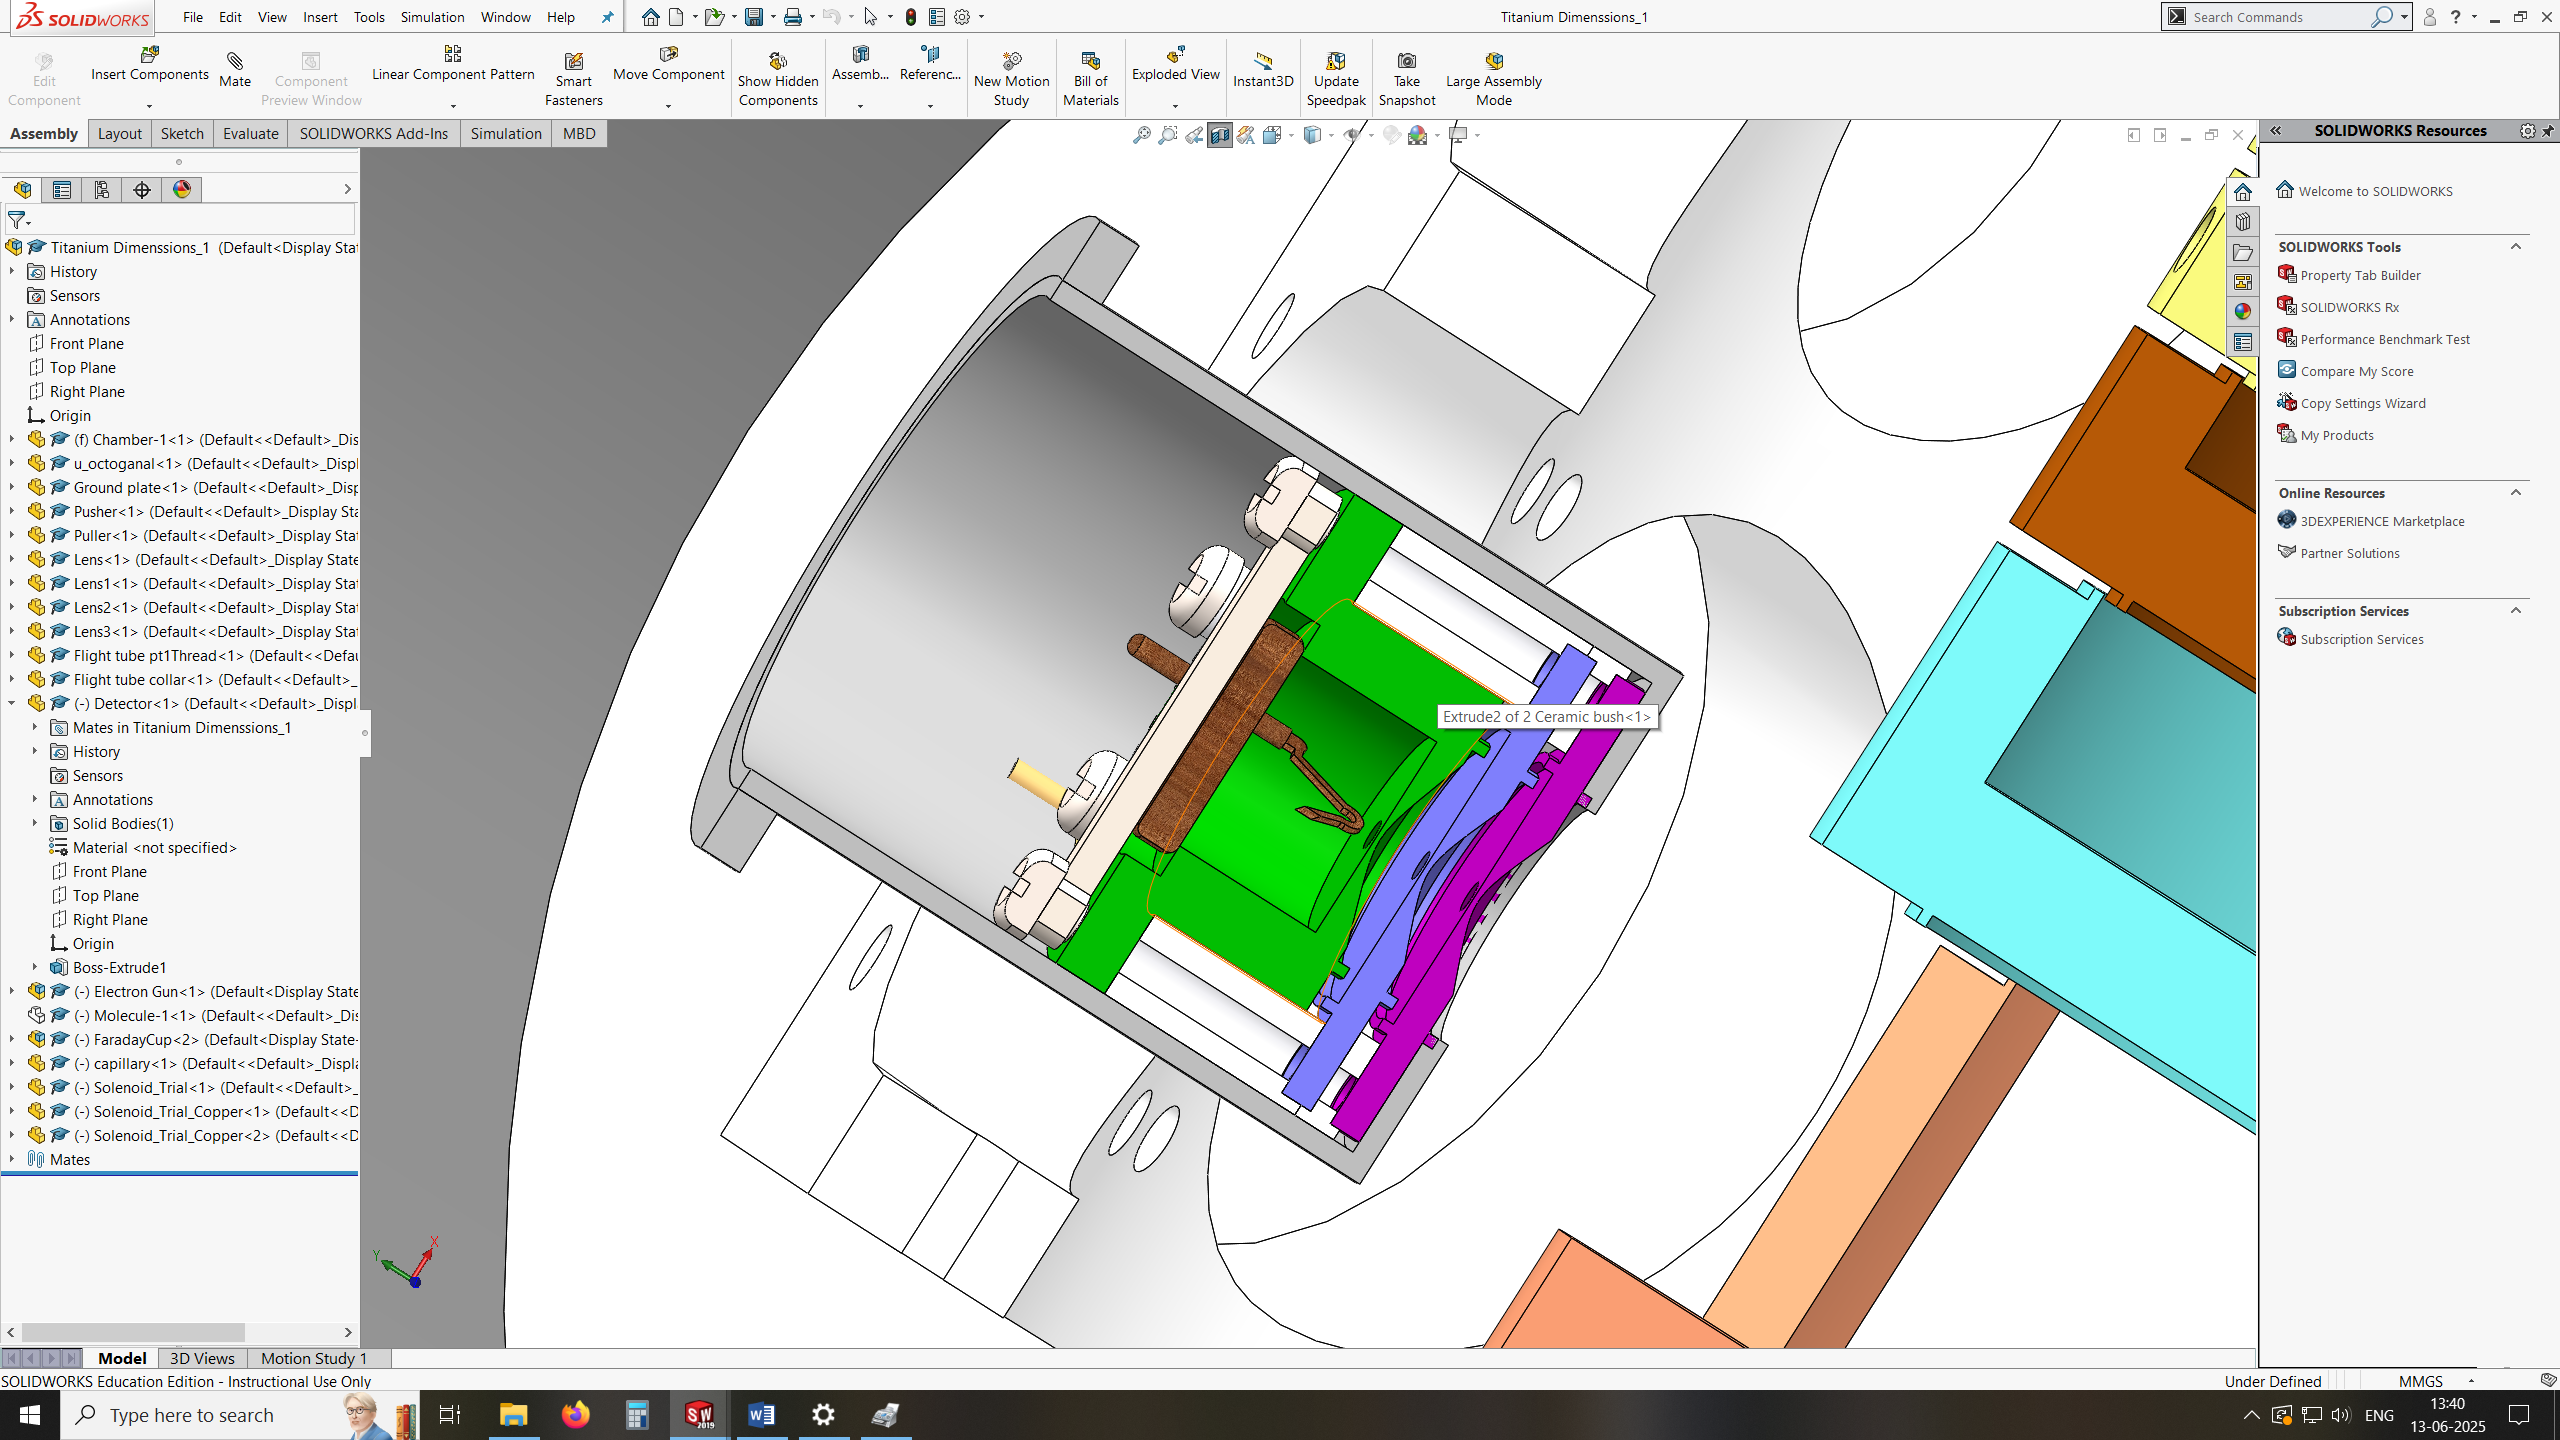 SOLIDWORKS
File Edit View Insert Tools Simulation Window Help
Titanium Dimenssions_1
Search Commands
Edit Component
Insert Components
Mate
Component Preview Window
Linear Component Pattern
Smart Fasteners
Move Component
Show Hidden Components
Assemb...
Referenc...
New Motion Study
Bill of Materials
Exploded View
Instant3D
Update Speedpak
Take Snapshot
Large Assembly Mode
Assembly Layout Sketch Evaluate SOLIDWORKS Add-Ins Simulation MBD
Titanium Dimenssions_1 (Default<Display Sta
History
Sensors
Annotations
Front Plane
Top Plane
Right Plane
Origin
(f) Chamber-1<1> (Default<<Default>_Dis
u_octoganal<1> (Default<<Default>_Displ
Ground plate<1> (Default<<Default>_Disp
Pusher<1> (Default<<Default>_Display Sta
Puller<1> (Default<<Default>_Display Sta
Lens<1> (Default<<Default>_Display State
Lens1<1> (Default<<Default>_Display Stat
Lens2<1> (Default<<Default>_Display Stat
Lens3<1> (Default<<Default>_Display Stat
Flight tube pt1Thread<1> (Default<<Defau
Flight tube collar<1> (Default<<Default>_
(-) Detector<1> (Default<<Default>_Displ
Mates in Titanium Dimenssions_1
History
Sensors
Annotations
Solid Bodies(1)
Material <not specified>
Front Plane
Top Plane
Right Plane
Origin
Boss-Extrude1
(-) Electron Gun<1> (Default<Display State
(-) Molecule-1<1> (Default<<Default>_Dis
(-) FaradayCup<2> (Default<Display State-
(-) capillary<1> (Default<<Default>_Displa
(-) Solenoid_Trial<1> (Default<<Default>_
(-) Solenoid_Trial_Copper<1> (Default<<D
(-) Solenoid_Trial_Copper<2> (Default<<D
Mates
Extrude2 of 2 Ceramic bush<1>
X
Y
SOLIDWORKS Resources
Welcome to SOLIDWORKS
SOLIDWORKS Tools
Property Tab Builder
SOLIDWORKS Rx
Performance Benchmark Test
Compare My Score
Copy Settings Wizard
My Products
Online Resources
3DEXPERIENCE Marketplace
Partner Solutions
Subscription Services
Subscription Services
Model 3D Views Motion Study 1
SOLIDWORKS Education Edition - Instructional Use Only
Under Defined
MMGS
Type here to search
SW 2019
ENG
13:40
13-06-2025